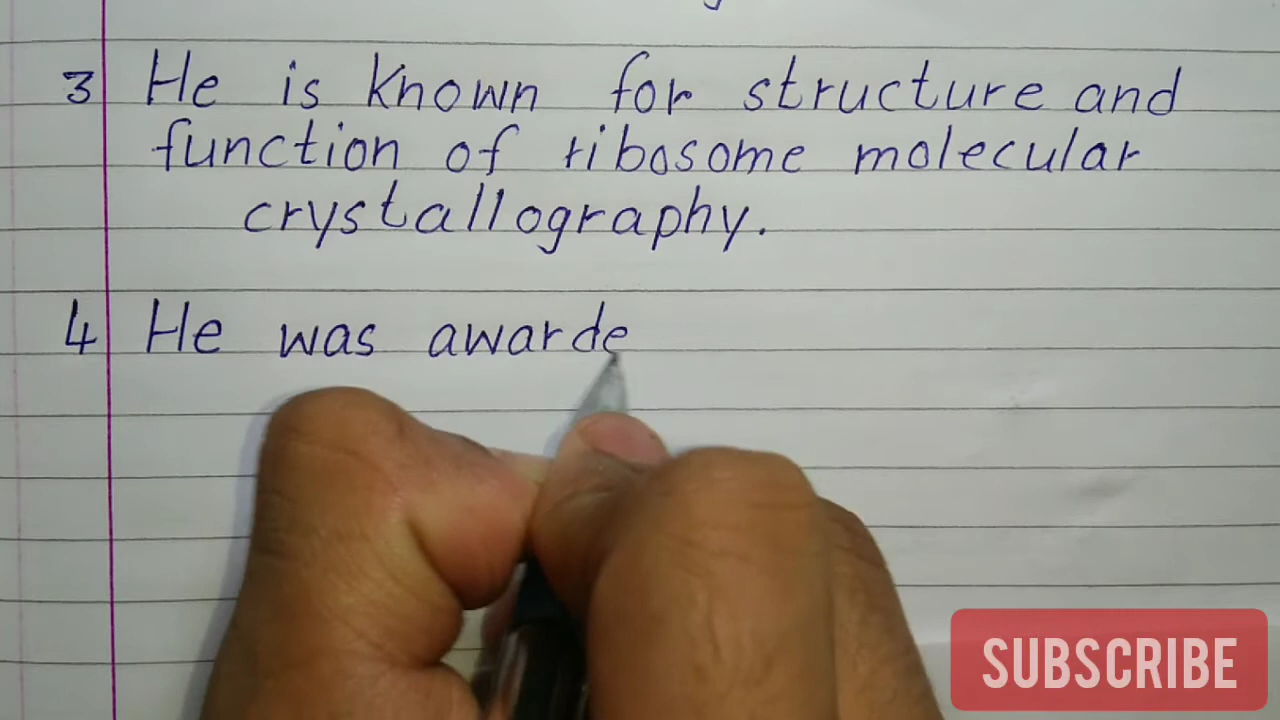 3 He is known for structure and
function of ribosome molecular
crystallography.
4 He was awarde
SUBSCRIBE